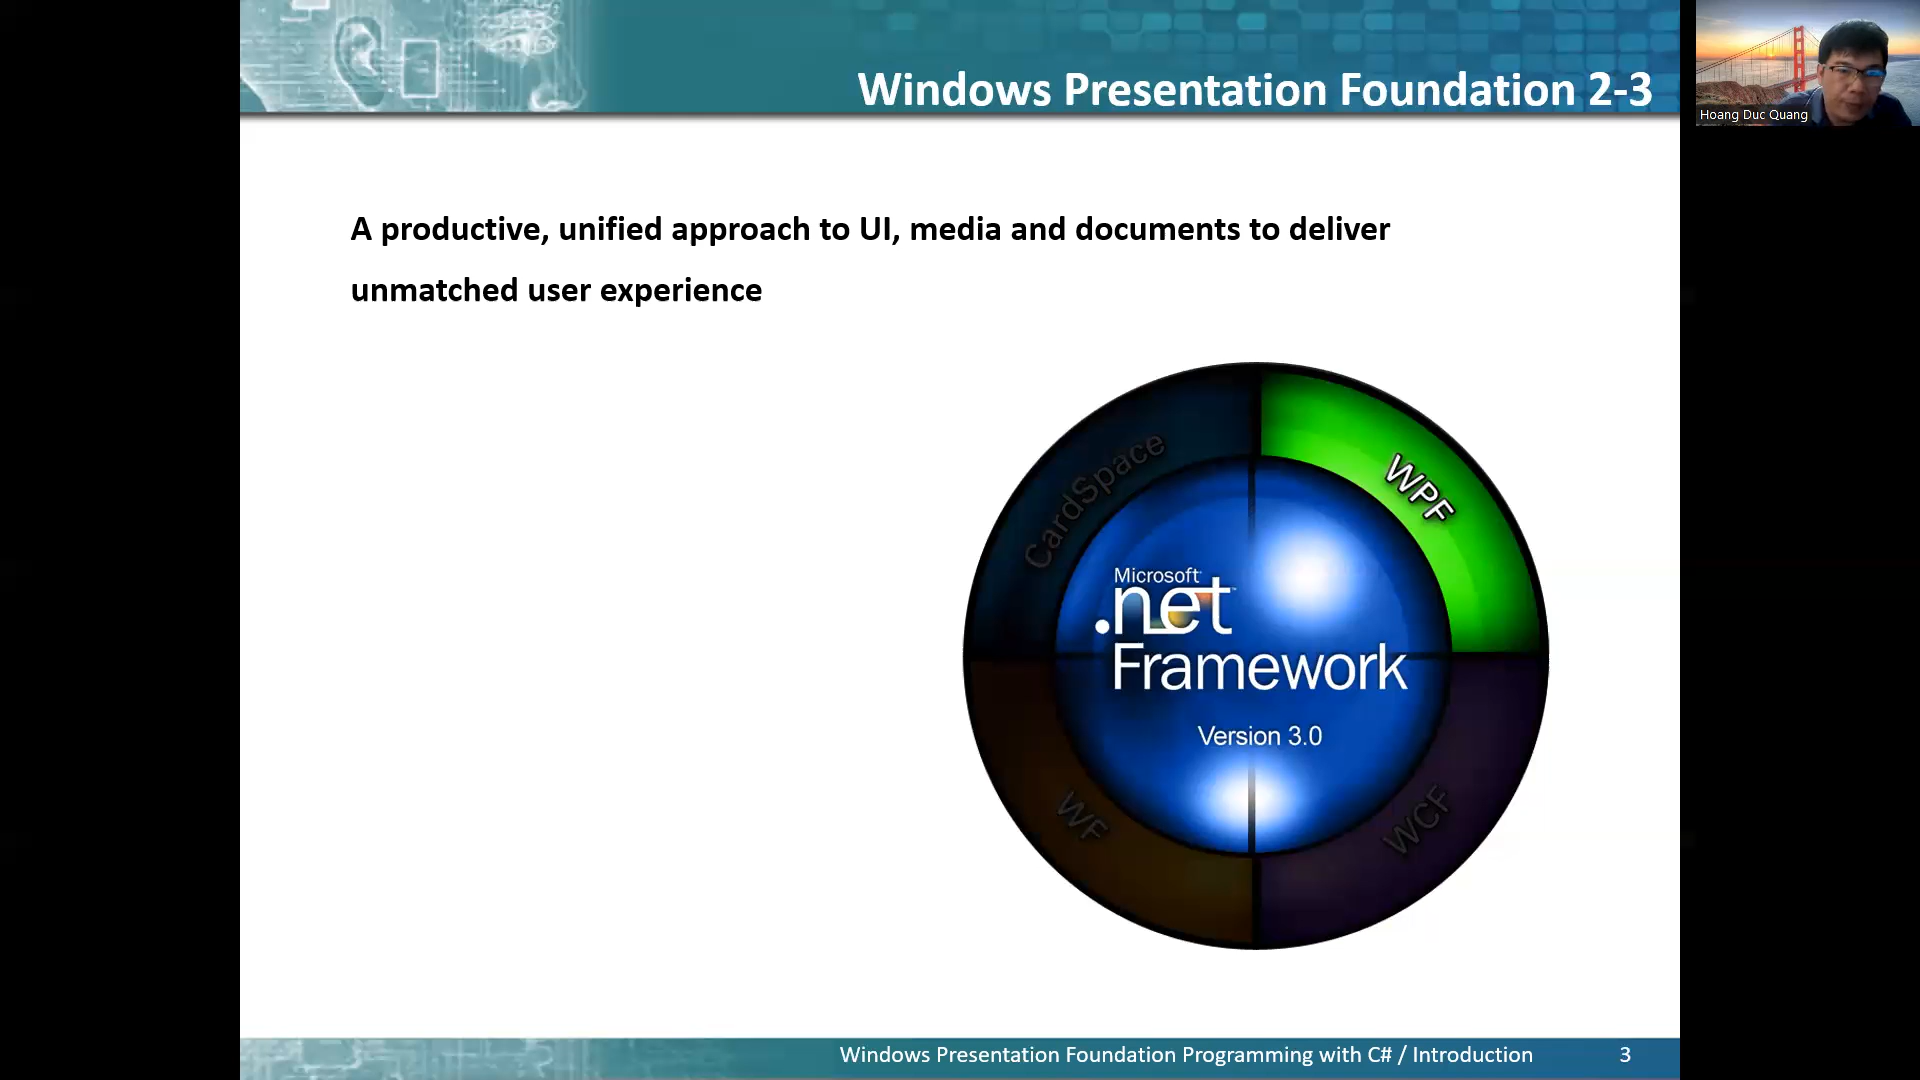 Windows Presentation Foundation 2-3
Hoang Duc Quang
A productive, unified approach to UI, media and documents to deliver
unmatched user experience
CardSpace
WPF
Microsoft
.net
Framework
Version 3.0
WF
WCF
Windows Presentation Foundation Programming with C# / Introduction
3